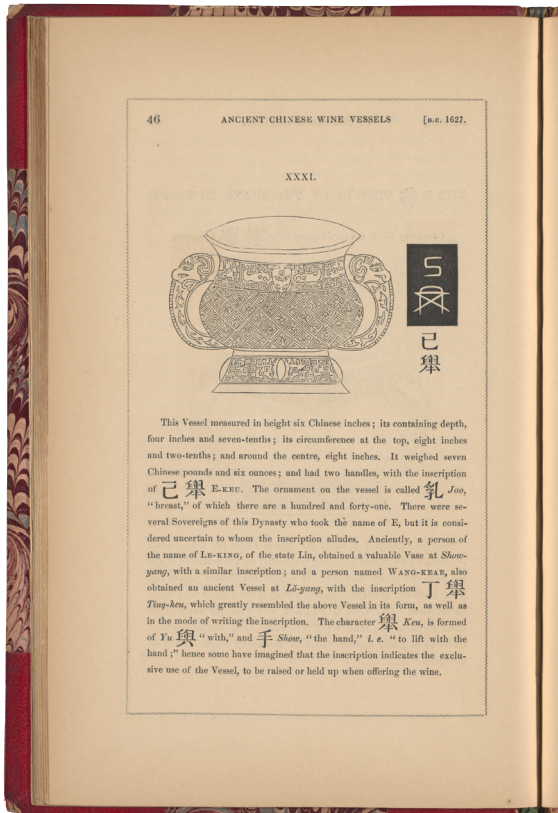 46 ANCIENT CHINESE WINE VESSELS [B.C. 1627.
XXXI.
己
舉
This Vessel measured in height six Chinese inches; its containing depth,
four inches and seven-tenths; its circumference at the top, eight inches
and two-tenths; and around the centre, eight inches. It weighed seven
Chinese pounds and six ounces; and had two handles, with the inscription
of 己 舉 E-KEU. The ornament on the vessel is called 乳 Joo,
"breast," of which there are a hundred and forty-one. There were se-
veral Sovereigns of this Dynasty who took the name of E, but it is consi-
dered uncertain to whom the inscription alludes. Anciently, a person of
the name of LE-KING, of the state Lin, obtained a valuable Vase at Show-
yang, with a similar inscription; and a person named WANG-KEAE, also
obtained an ancient Vessel at Lŏ-yang, with the inscription 丁 舉
Ting-keu, which greatly resembled the above Vessel in its form, as well as
in the mode of writing the inscription. The character 舉 Keu, is formed
of Yu 與 "with," and 手 Show, "the hand," i. e. "to lift with the
hand;" hence some have imagined that the inscription indicates the exclu-
sive use of the Vessel, to be raised or held up when offering the wine.